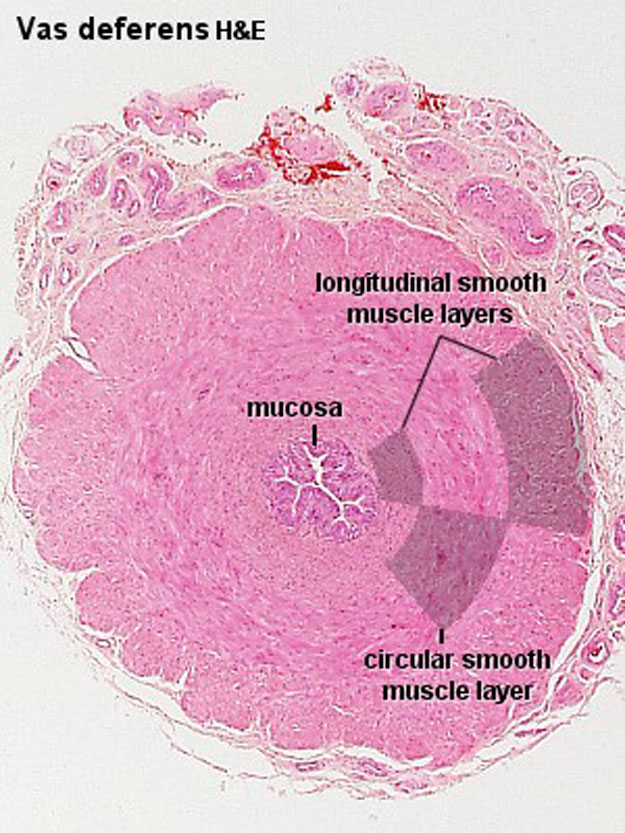 Vas deferens H&E
longitudinal smooth
muscle layers
mucosa
circular smooth
muscle layer